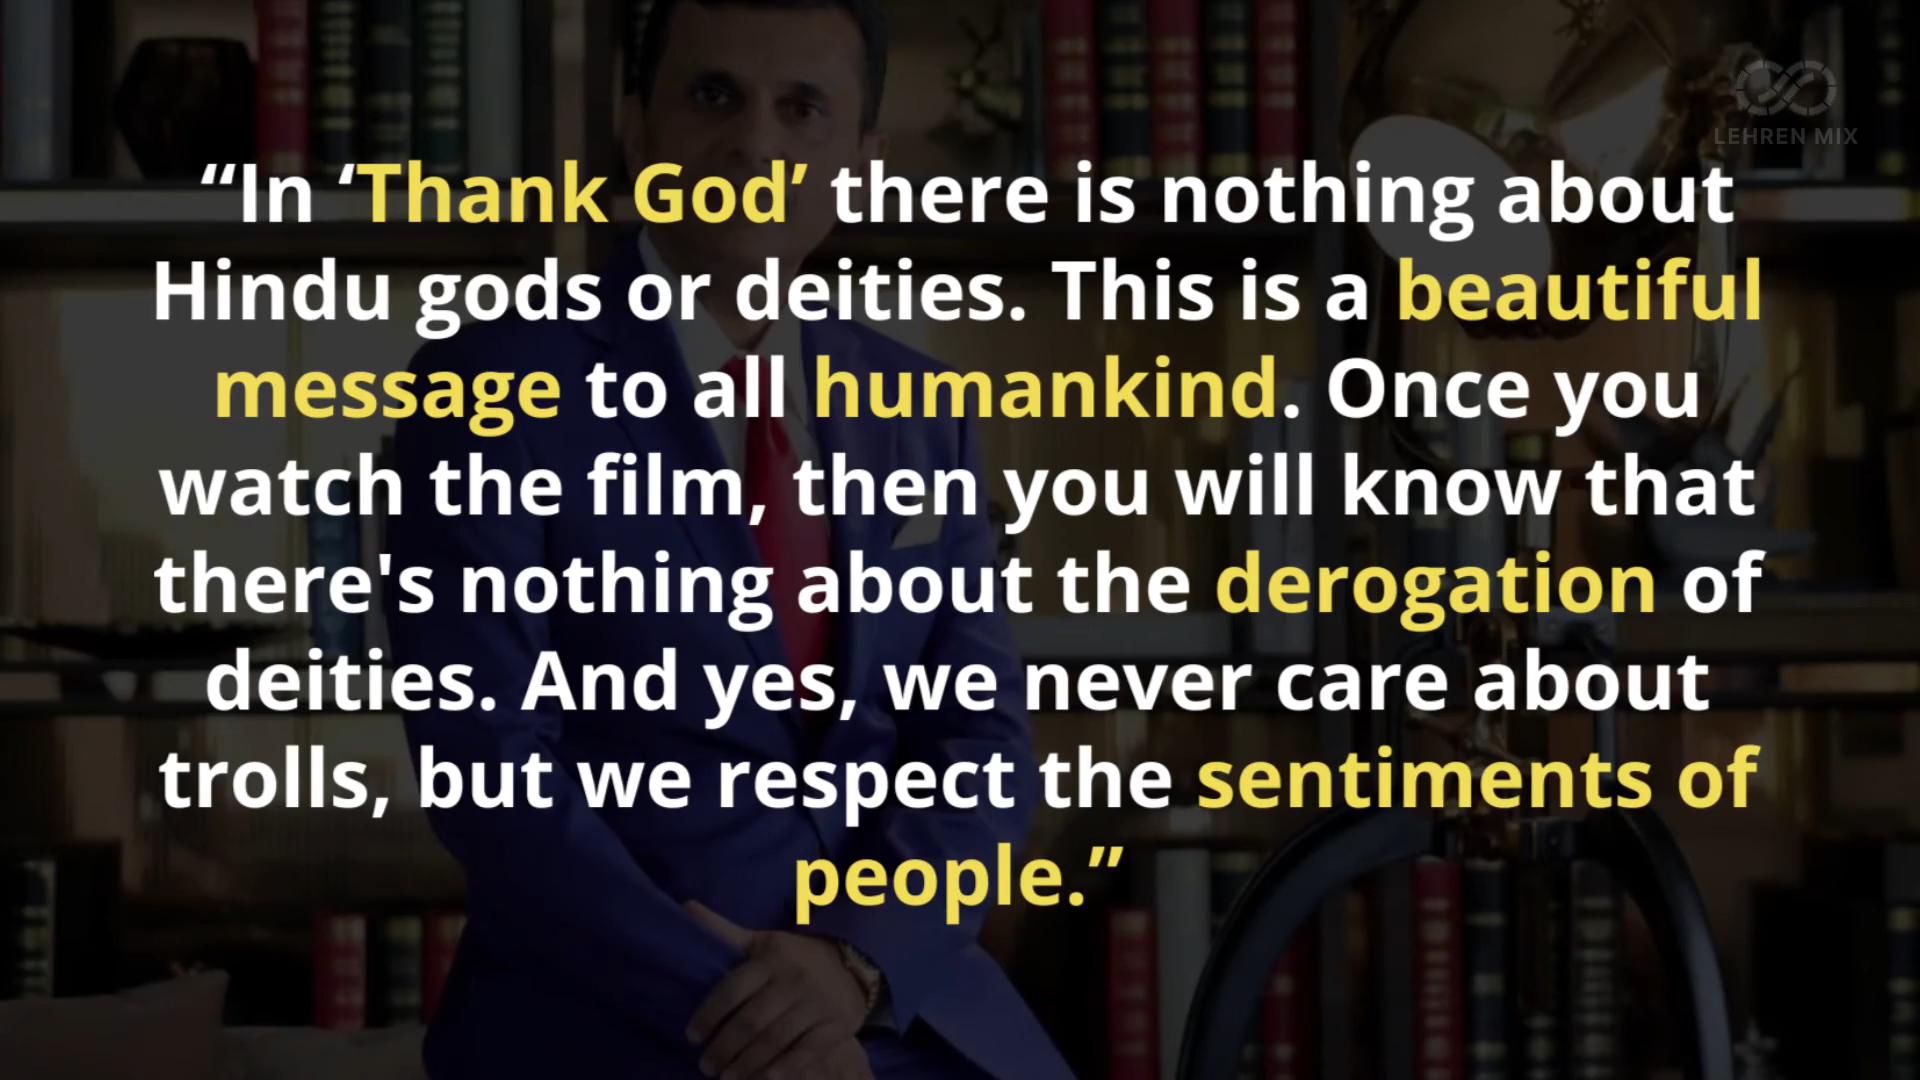 LEHREN MIX
“In ‘Thank God’ there is nothing about
Hindu gods or deities. This is a beautiful
message to all humankind. Once you
watch the film, then you will know that
there's nothing about the derogation of
deities. And yes, we never care about
trolls, but we respect the sentiments of
people.”